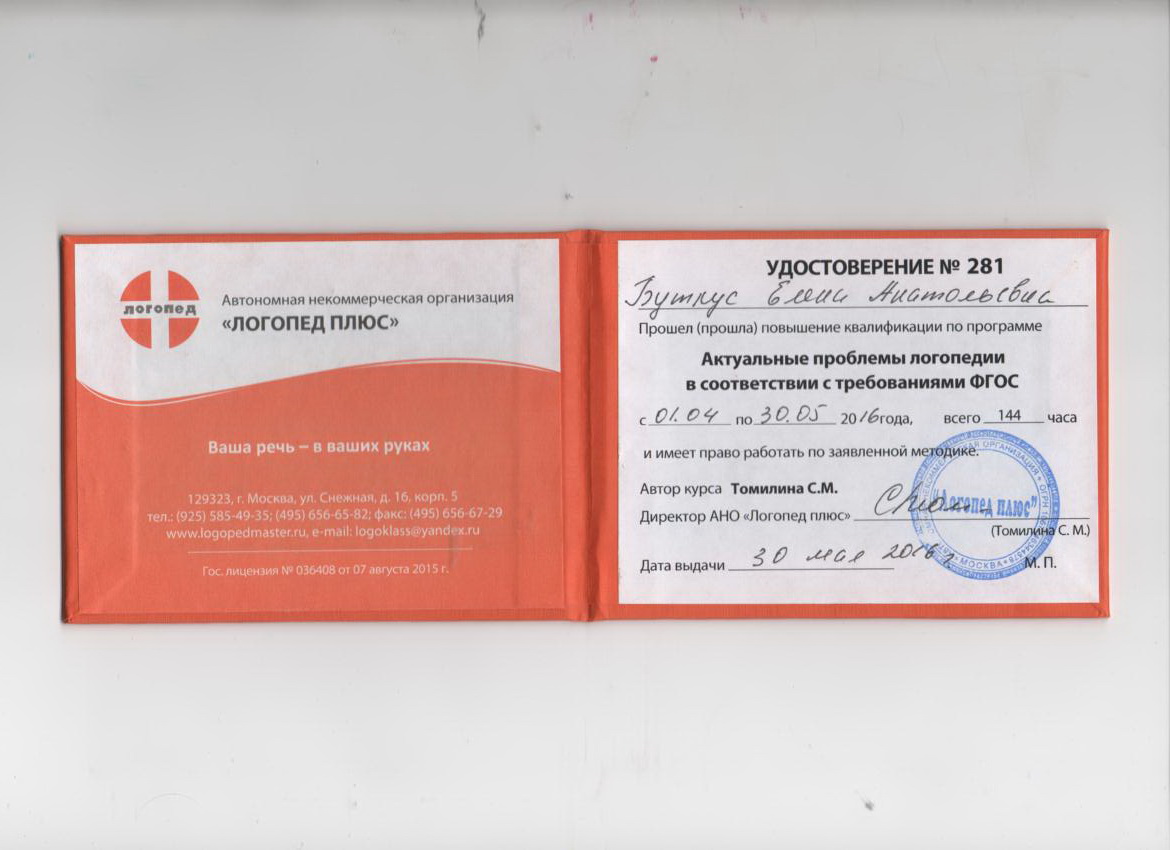 логопед
Автономная некоммерческая организация
«ЛОГОПЕД ПЛЮС»
Ваша речь – в ваших руках
129323, г. Москва, ул. Снежная, д. 16, корп. 5
тел.: (925) 585-49-35; (495) 656-65-82; факс: (495) 656-67-29
www.logopedmaster.ru, e-mail: logoklass@yandex.ru
Гос. лицензия № 036408 от 07 августа 2015 г.
УДОСТОВЕРЕНИЕ № 281
Буткус Елена Анатольевна
Прошел (прошла) повышение квалификации по программе
Актуальные проблемы логопедии
в соответствии с требованиями ФГОС
с 01.04 по 30.05 2016 года, всего 144 часа
и имеет право работать по заявленной методике.
Автор курса Томилина С.М.
Директор АНО «Логопед плюс»
(Томилина С. М.)
Дата выдачи 30 мая 2016 г.
М. П.
"Логопед плюс"
МОСКВА